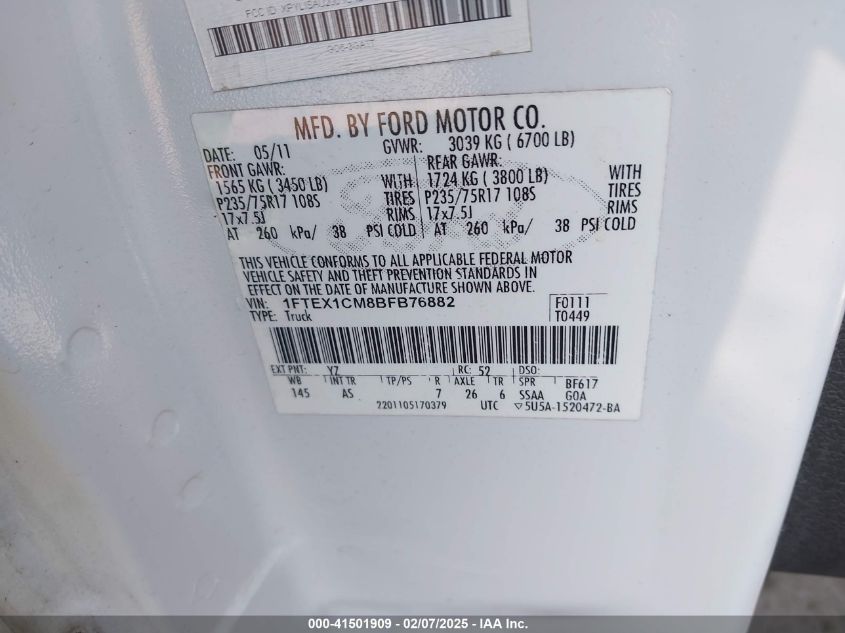 FCC ID:
MFD. BY FORD MOTOR CO.
DATE: 05/11 GVWR: 3039 KG ( 6700 LB)
FRONT GAWR: REAR GAWR:
1565 KG ( 3450 LB) WITH 1724 KG ( 3800 LB) WITH
P235/75R17 108S TIRES P235/75R17 108S TIRES
17x7.5J RIMS 17x7.5J RIMS
AT 260 kPa/ 38 PSI COLD AT 260 kPa/ 38 PSI COLD
THIS VEHICLE CONFORMS TO ALL APPLICABLE FEDERAL MOTOR
VEHICLE SAFETY AND THEFT PREVENTION STANDARDS IN
EFFECT ON THE DATE OF MANUFACTURE SHOWN ABOVE.
VIN: 1FTEX1CM8BFB76882 F0111
TYPE: Truck T0449
EXT PNT: YZ RC: 52 DSO:
WB INT TR TP/PS R AXLE TR SPR BF617
145 AS 7 26 6 SSAA GOA
2201105170379 UTC ▽5U5A-1520472-BA
000-41501909 - 02/07/2025 - IAA Inc.